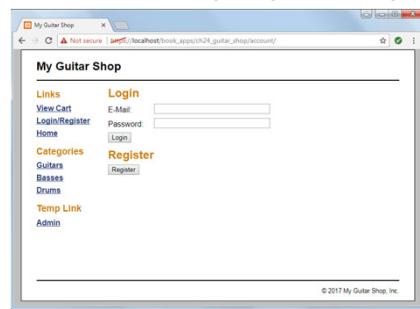 My Guitar Shop
Not secure | https://localhost/book_apps/ch24_guitar_shop/account/
My Guitar Shop
Links
View Cart
Login/Register
Home
Categories
Guitars
Basses
Drums
Temp Link
Admin
Login
E-Mail:
Password:
Login
Register
Register
© 2017 My Guitar Shop, Inc.